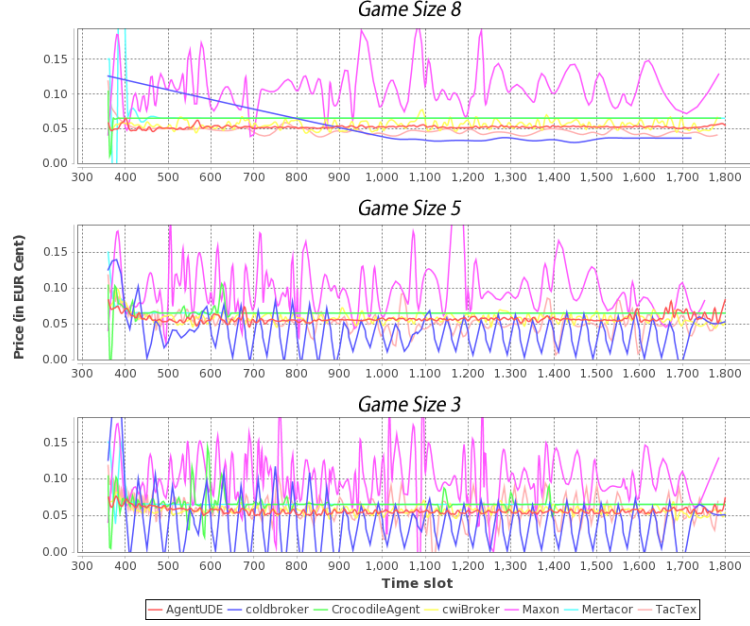 Game Size 8
0.15
0.10
0.05
0.00
300 400 500 600 700 800 900 1,000 1,100 1,200 1,300 1,400 1,500 1,600 1,700 1,800
Game Size 5
0.15
0.10
0.05
0.00
300 400 500 600 700 800 900 1,000 1,100 1,200 1,300 1,400 1,500 1,600 1,700 1,800
Price (in EUR Cent)
Game Size 3
0.15
0.10
0.05
0.00
300 400 500 600 700 800 900 1,000 1,100 1,200 1,300 1,400 1,500 1,600 1,700 1,800
Time slot
AgentUDE coldbroker CrocodileAgent cwiBroker Maxon Mertacor TacTex